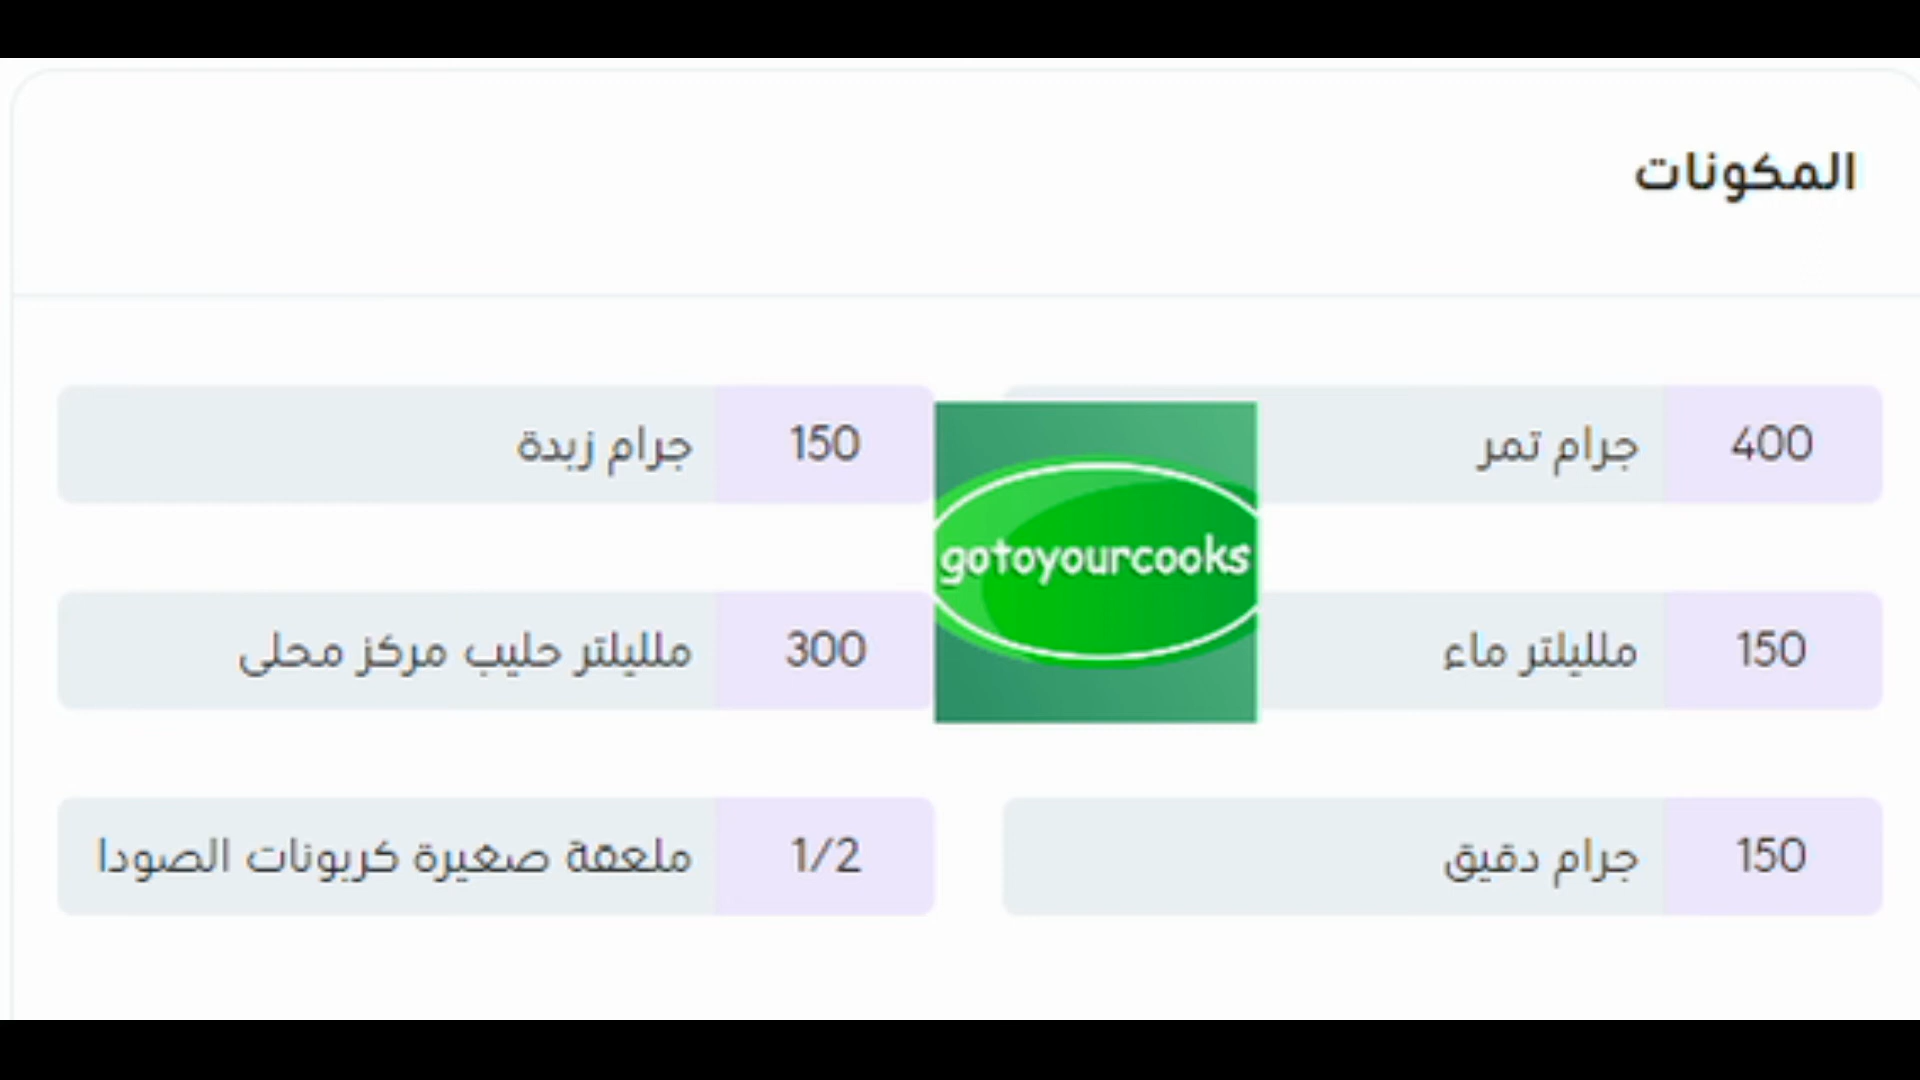 المكونات
400 جرام تمر
150 جرام زبدة
gotoyourcooks
150 ملليلتر ماء
300 ملليلتر حليب مركز محلى
150 جرام دقيق
1/2 ملعقة صغيرة كربونات الصودا